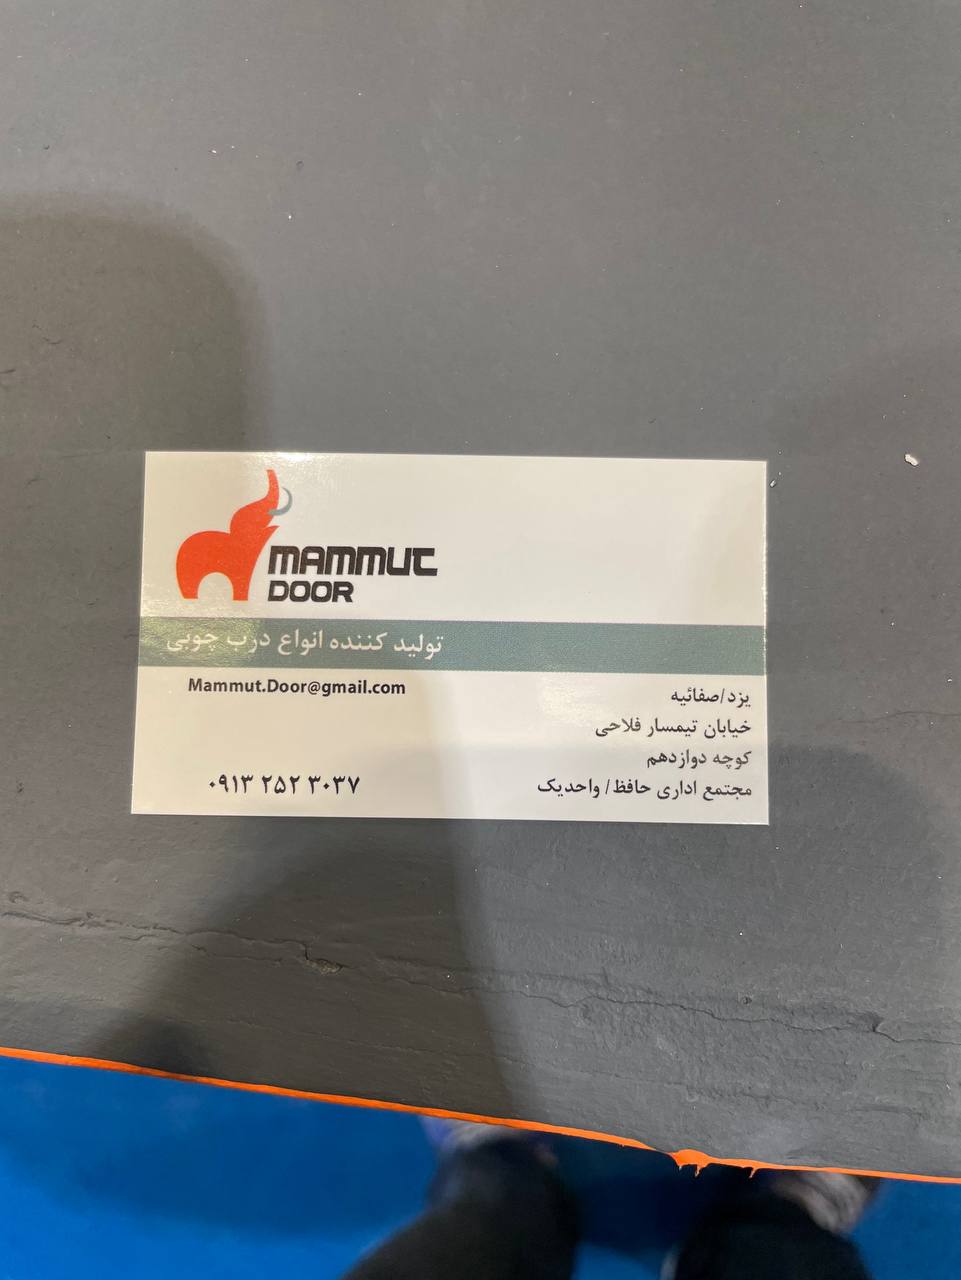 MAMMUT
DOOR
تولید کننده انواع درب چوبی
Mammut.Door@gmail.com
یزد/صفائیه
خیابان تیمسار فلاحی
کوچه دوازدهم
مجتمع اداری حافظ/ واحدیک
۰۹۱۳ ۲۵۲ ۳۰۳۷